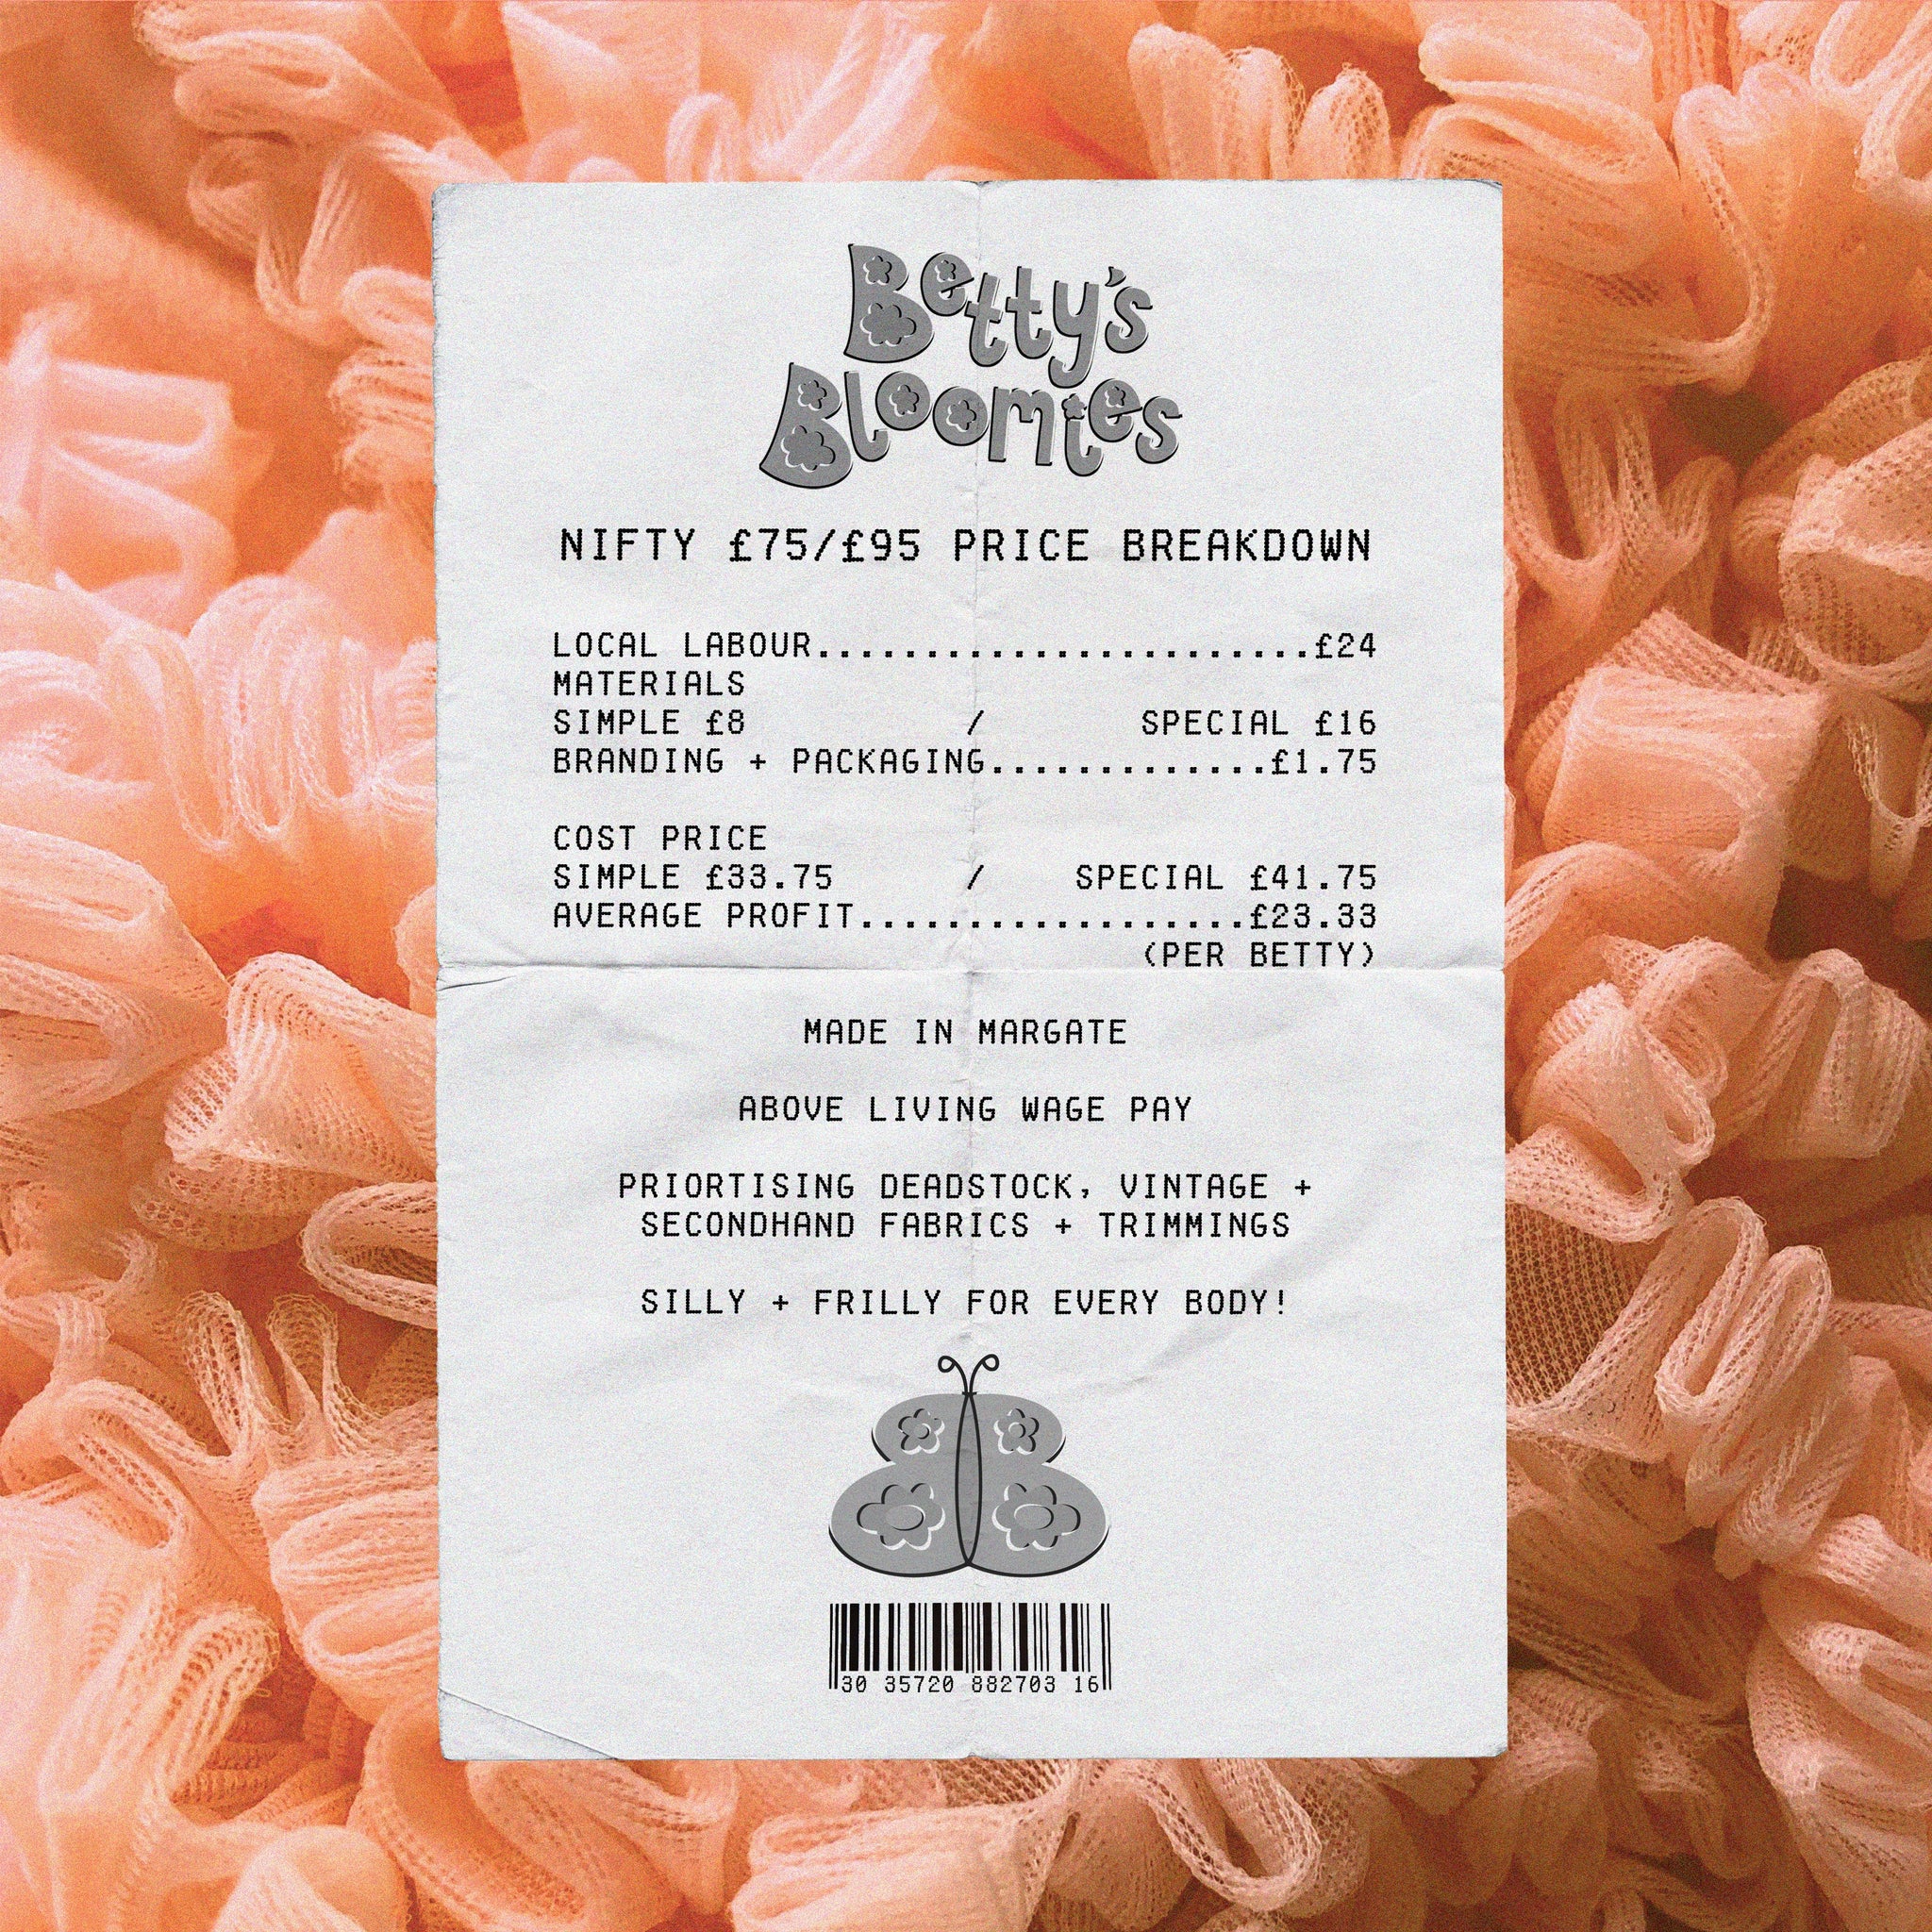 Betty's
Bloomies
NIFTY £75/£95 PRICE BREAKDOWN
LOCAL LABOUR.......................£24
MATERIALS
SIMPLE £8 / SPECIAL £16
BRANDING + PACKAGING.............£1.75
COST PRICE
SIMPLE £33.75 / SPECIAL £41.75
AVERAGE PROFIT..................£23.33
(PER BETTY)
MADE IN MARGATE
ABOVE LIVING WAGE PAY
PRIORTISING DEADSTOCK, VINTAGE +
SECONDHAND FABRICS + TRIMMINGS
SILLY + FRILLY FOR EVERY BODY!
30 35720 882703 16